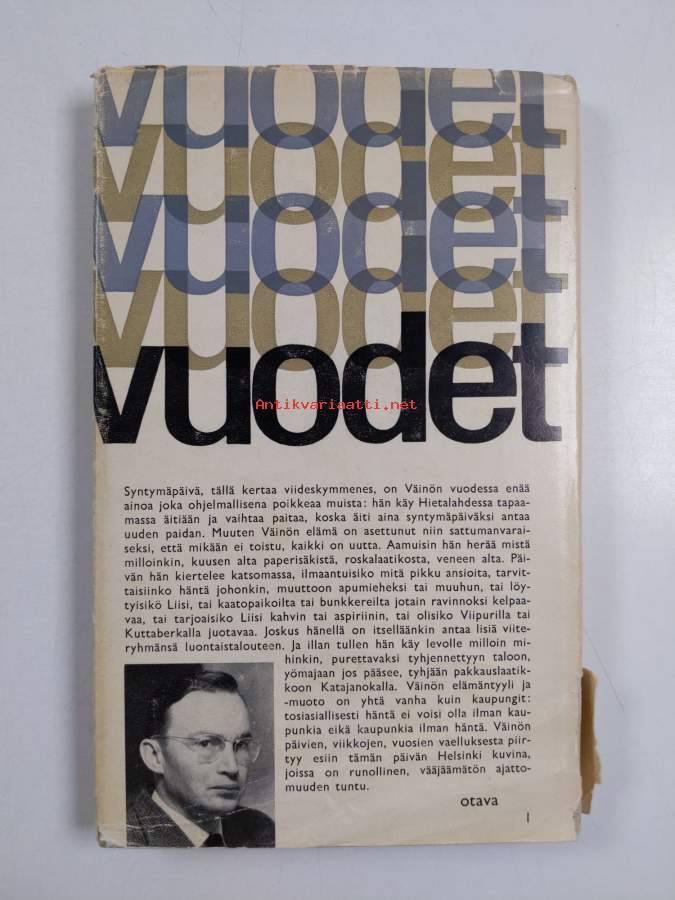 vuodet
vuodet
vuodet
vuodet
vuodet
Antikvariaatti.net
Syntymäpäivä, tällä kertaa viideskymmenes, on Väinön vuodessa enää
ainoa joka ohjelmallisena poikkeaa muista: hän käy Hietalahdessa tapaa-
massa äitiään ja vaihtaa paitaa, koska äiti aina syntymäpäiväksi antaa
uuden paidan. Muuten Väinön elämä on asettunut niin sattumanvarai-
seksi, että mikään ei toistu, kaikki on uutta. Aamuisin hän herää mistä
milloinkin, kuusen alta paperisäkistä, roskalaatikosta, veneen alta. Päi-
vän hän kiertelee katsomassa, ilmaantuisiko mitä pikku ansioita, tarvit-
taisiinko häntä johonkin, muuttoon apumieheksi tai muuhun, tai löy-
tyisikö Liisi, tai kaatopaikoilta tai bunkkereilta jotain ravinnoksi kelpaa-
vaa, tai tarjoaisiko Liisi kahvin tai aspiriinin, tai olisiko Viipurilla tai
Kuttaberkalla juotavaa. Joskus hänellä on itselläänkin antaa lisiä viite-
ryhmänsä luontaistalouteen. Ja illan tullen hän käy levolle milloin mi-
hinkin, purettavaksi tyhjennettyyn taloon,
yömajaan jos pääsee, tyhjään pakkauslaatik-
koon Katajanokalla. Väinön elämäntyyli ja
-muoto on yhtä vanha kuin kaupungit:
tosiasiallisesti häntä ei voisi olla ilman kau-
punkia eikä kaupunkia ilman häntä. Väinön
päivien, viikkojen, vuosien vaelluksesta piir-
tyy esiin tämän päivän Helsinki kuvina,
joissa on runollinen, vääjäämätön ajatto-
muuden tuntu.
otava
1